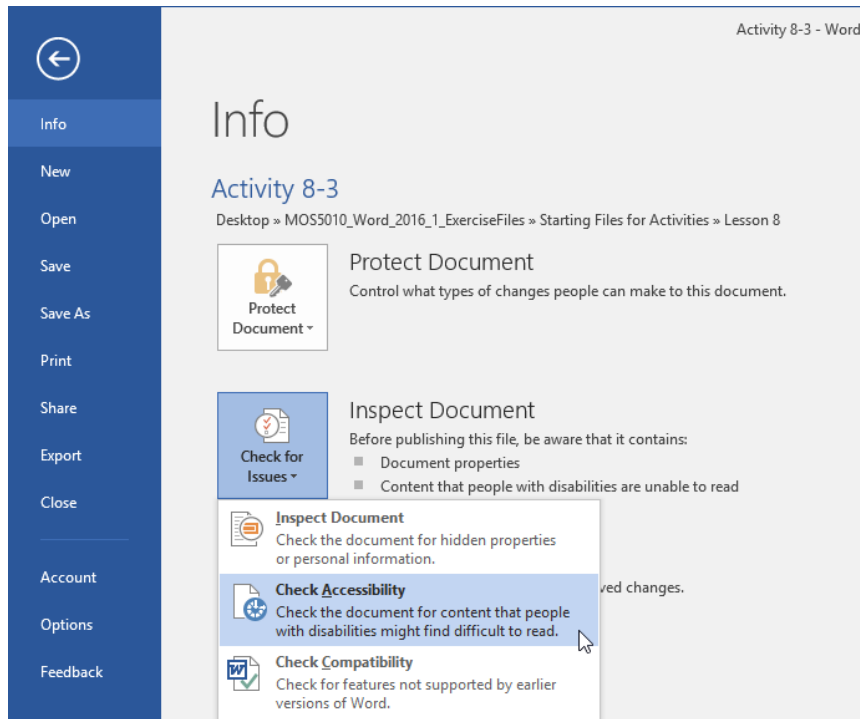 Activity 8-3 - Word
Info
New
Open
Save
Save As
Print
Share
Export
Close
Account
Options
Feedback
Info
Activity 8-3
Desktop » MOS5010_Word_2016_1_ExerciseFiles » Starting Files for Activities » Lesson 8
Protect
Document
Protect Document
Control what types of changes people can make to this document.
Check for
Issues
Inspect Document
Before publishing this file, be aware that it contains:
Document properties
Content that people with disabilities are unable to read
Inspect Document
Check the document for hidden properties
or personal information.
Check Accessibility
Check the document for content that people
with disabilities might find difficult to read.
changes.
Check Compatibility
Check for features not supported by earlier
versions of Word.